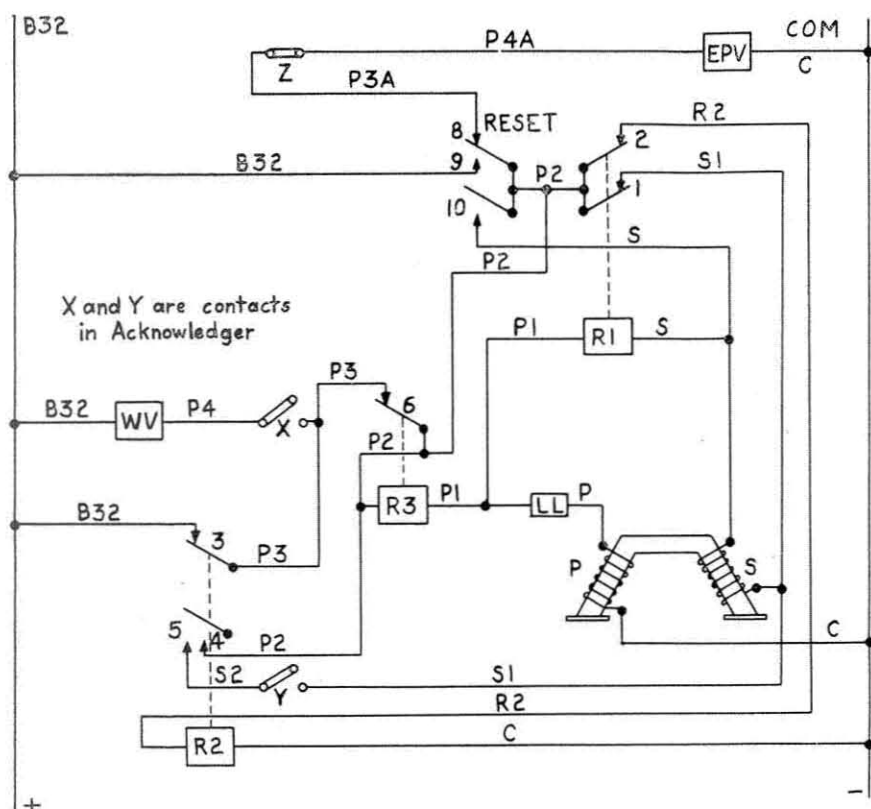 B32
P4A
EPV
COM
C
Z
P3A
8
RESET
R2
2
B32
9
P2
S1
1
10
S
P2
X and Y are contacts
in Acknowledger
P1
R1
S
P3
6
B32
WV
P4
X
P2
R3
P1
LL
P
B32
3
P3
P
S
5
4
P2
C
S2
Y
S1
R2
R2
C
+
-